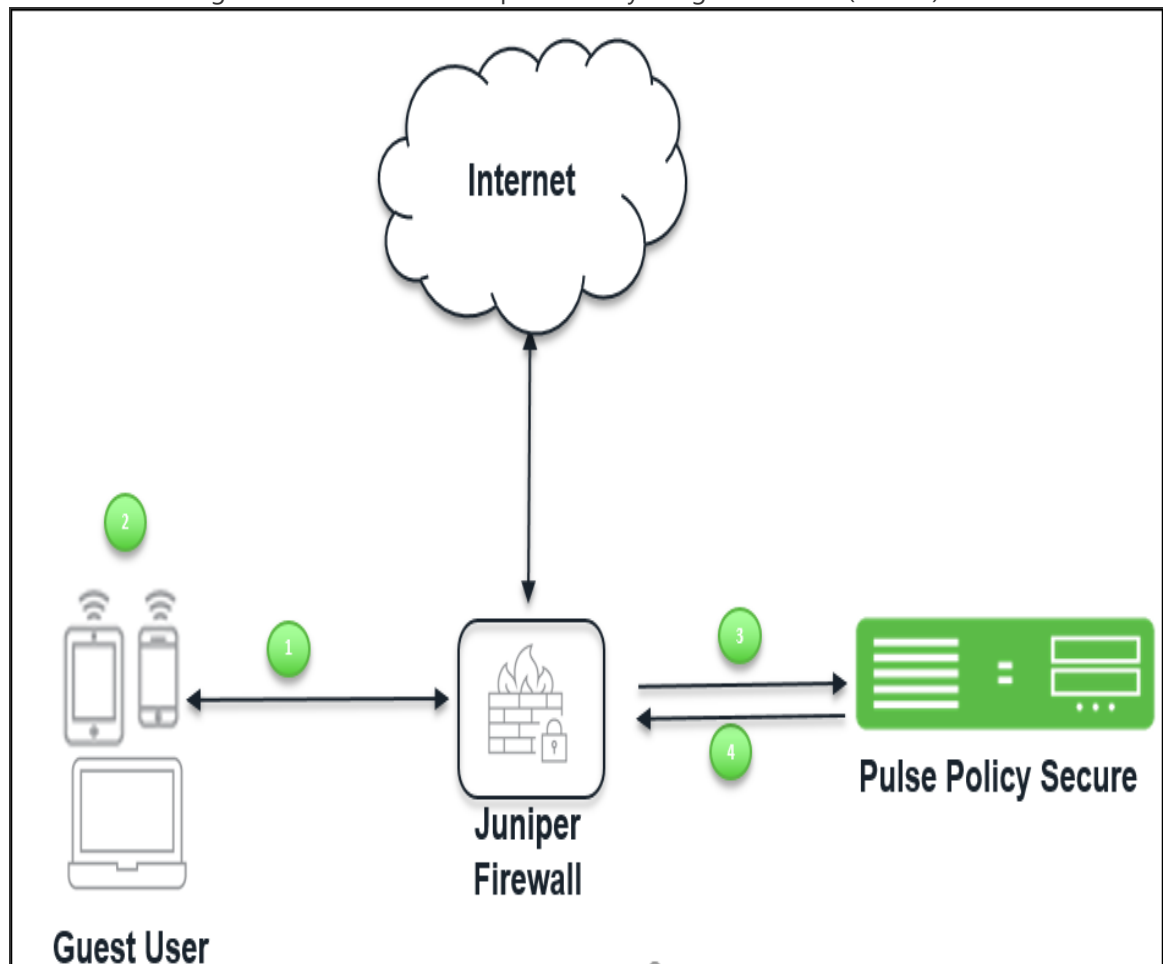 Internet
2
1
3
4
Pulse Policy Secure
Juniper
Firewall
Guest User